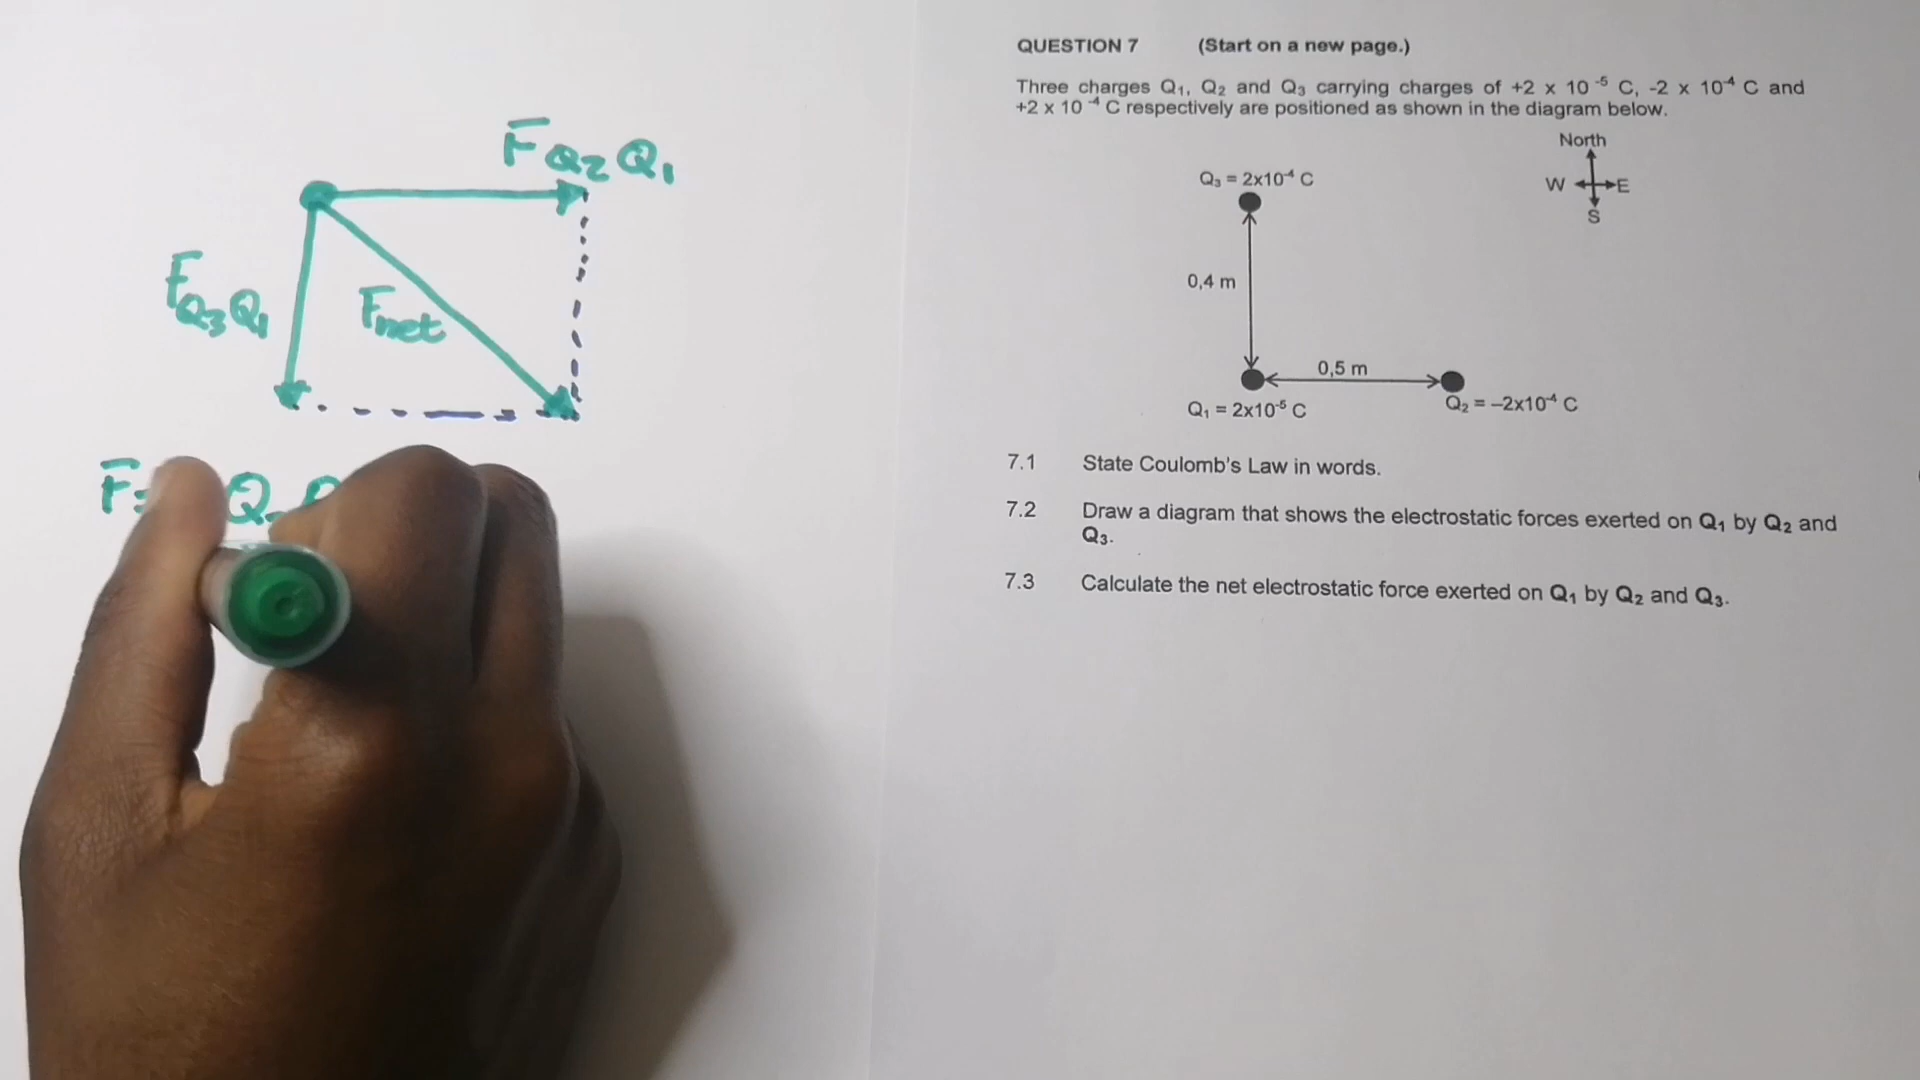 F Q2 Q1
F Q3 Q1
Fnet
F=
QUESTION 7 (Start on a new page.)
Three charges Q₁, Q₂ and Q₃ carrying charges of +2 x 10 ⁻⁵ C, -2 x 10⁻⁴ C and
+2 x 10 ⁻⁴ C respectively are positioned as shown in the diagram below.
North
W E
S
Q₃ = 2x10⁻⁴ C
0,4 m
0,5 m
Q₁ = 2x10⁻⁵ C
Q₂ = –2x10⁻⁴ C
7.1 State Coulomb's Law in words.
7.2 Draw a diagram that shows the electrostatic forces exerted on Q₁ by Q₂ and
Q₃.
7.3 Calculate the net electrostatic force exerted on Q₁ by Q₂ and Q₃.